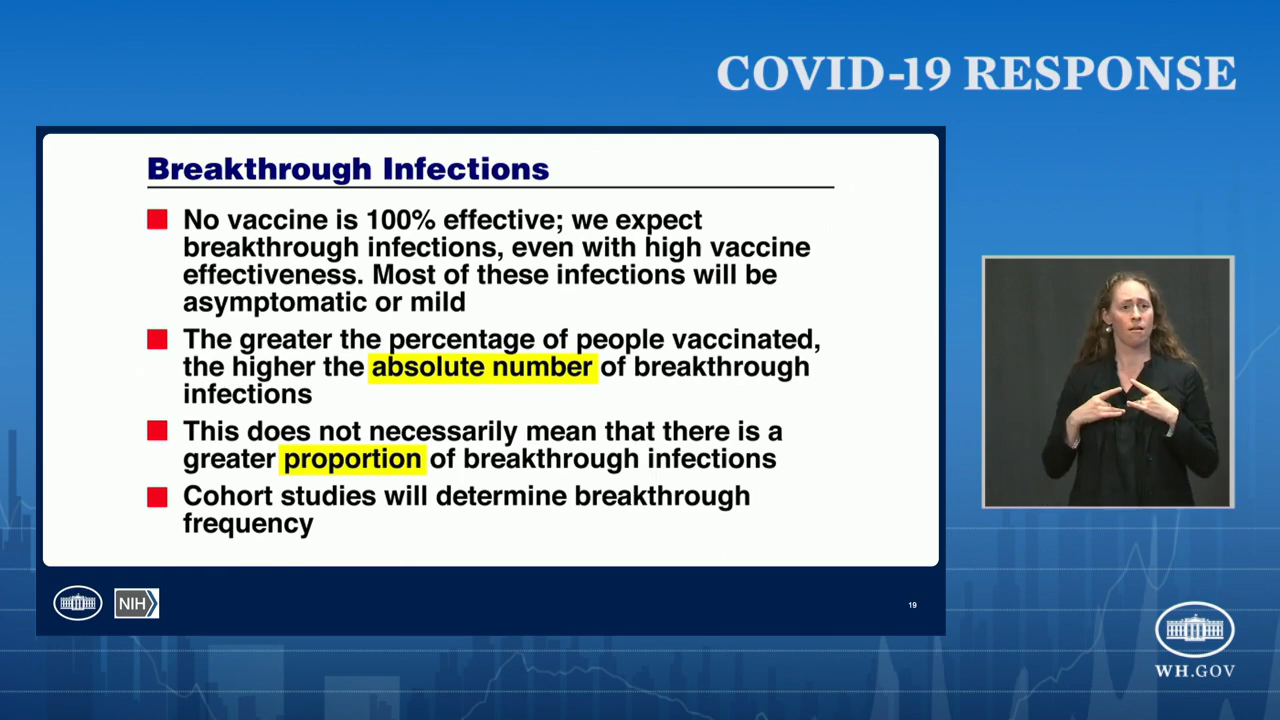 COVID-19 RESPONSE
Breakthrough Infections
No vaccine is 100% effective; we expect
breakthrough infections, even with high vaccine
effectiveness. Most of these infections will be
asymptomatic or mild
The greater the percentage of people vaccinated,
the higher the absolute number of breakthrough
infections
This does not necessarily mean that there is a
greater proportion of breakthrough infections
Cohort studies will determine breakthrough
frequency
NIH
19
WH.GOV